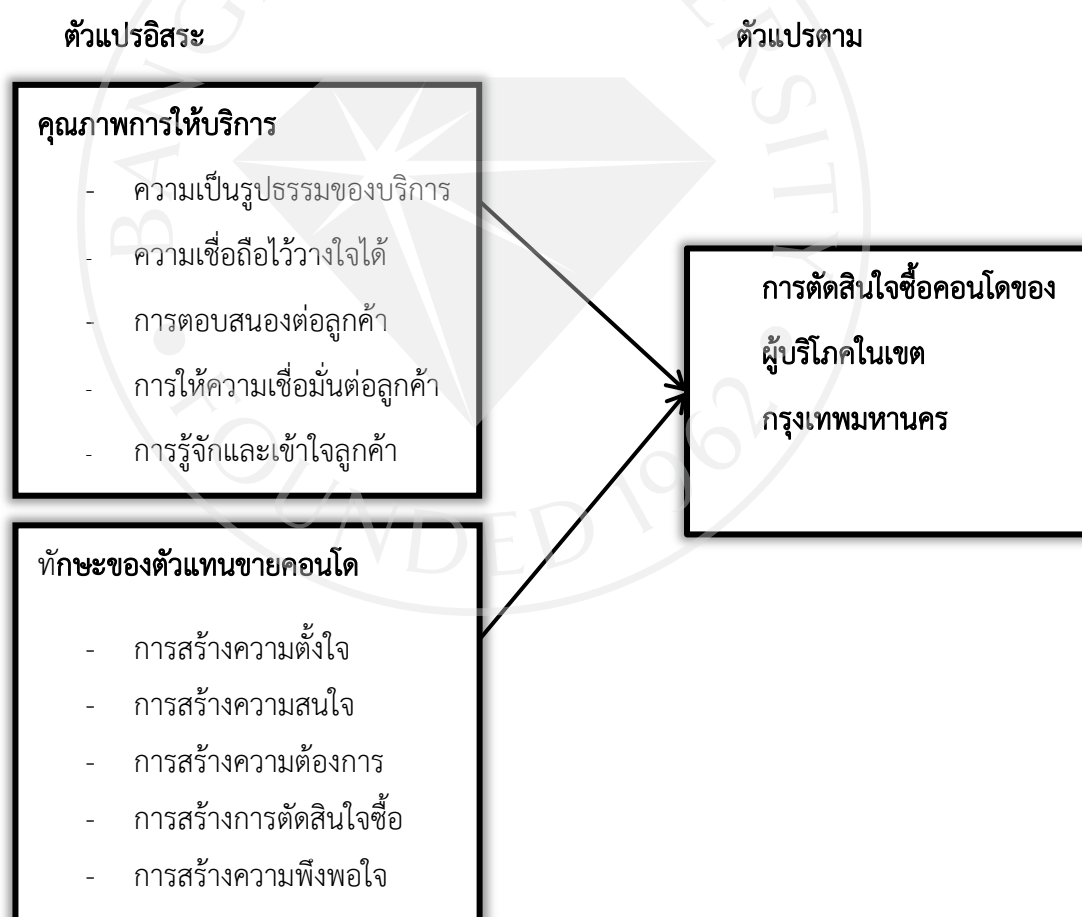 ตัวแปรอิสระ
ตัวแปรตาม
คุณภาพการให้บริการ
- ความเป็นรูปธรรมของบริการ
- ความเชื่อถือไว้วางใจได้
- การตอบสนองต่อลูกค้า
- การให้ความเชื่อมั่นต่อลูกค้า
- การรู้จักและเข้าใจลูกค้า
การตัดสินใจซื้อคอนโดของ
ผู้บริโภคในเขต
กรุงเทพมหานคร
ทักษะของตัวแทนขายคอนโด
- การสร้างความตั้งใจ
- การสร้างความสนใจ
- การสร้างความต้องการ
- การสร้างการตัดสินใจซื้อ
- การสร้างความพึงพอใจ
FOUNDED 1962